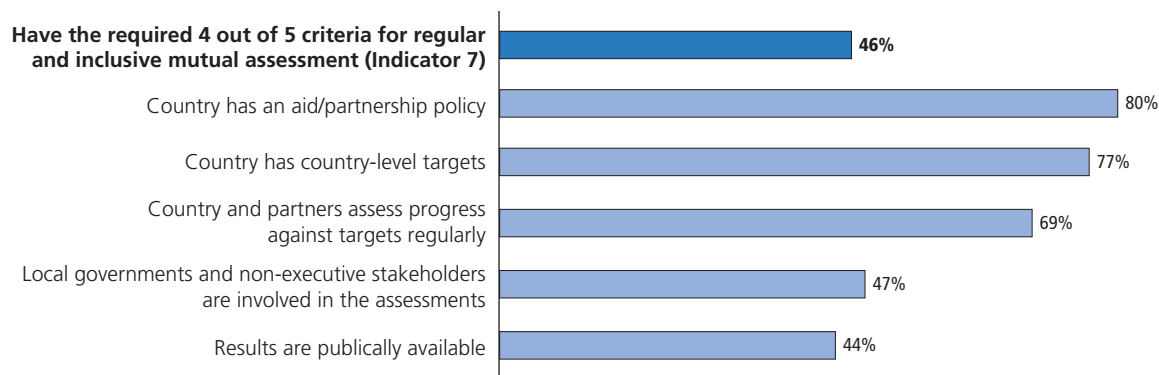 Have the required 4 out of 5 criteria for regular
and inclusive mutual assessment (Indicator 7)
46%
Country has an aid/partnership policy
80%
Country has country-level targets
77%
Country and partners assess progress
against targets regularly
69%
Local governments and non-executive stakeholders
are involved in the assessments
47%
Results are publically available
44%